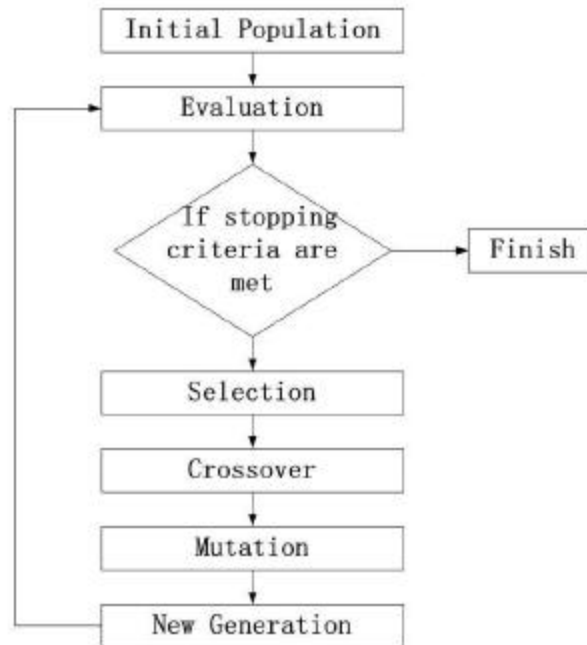 Initial Population
Evaluation
If stopping
criteria are
met
Finish
Selection
Crossover
Mutation
New Generation